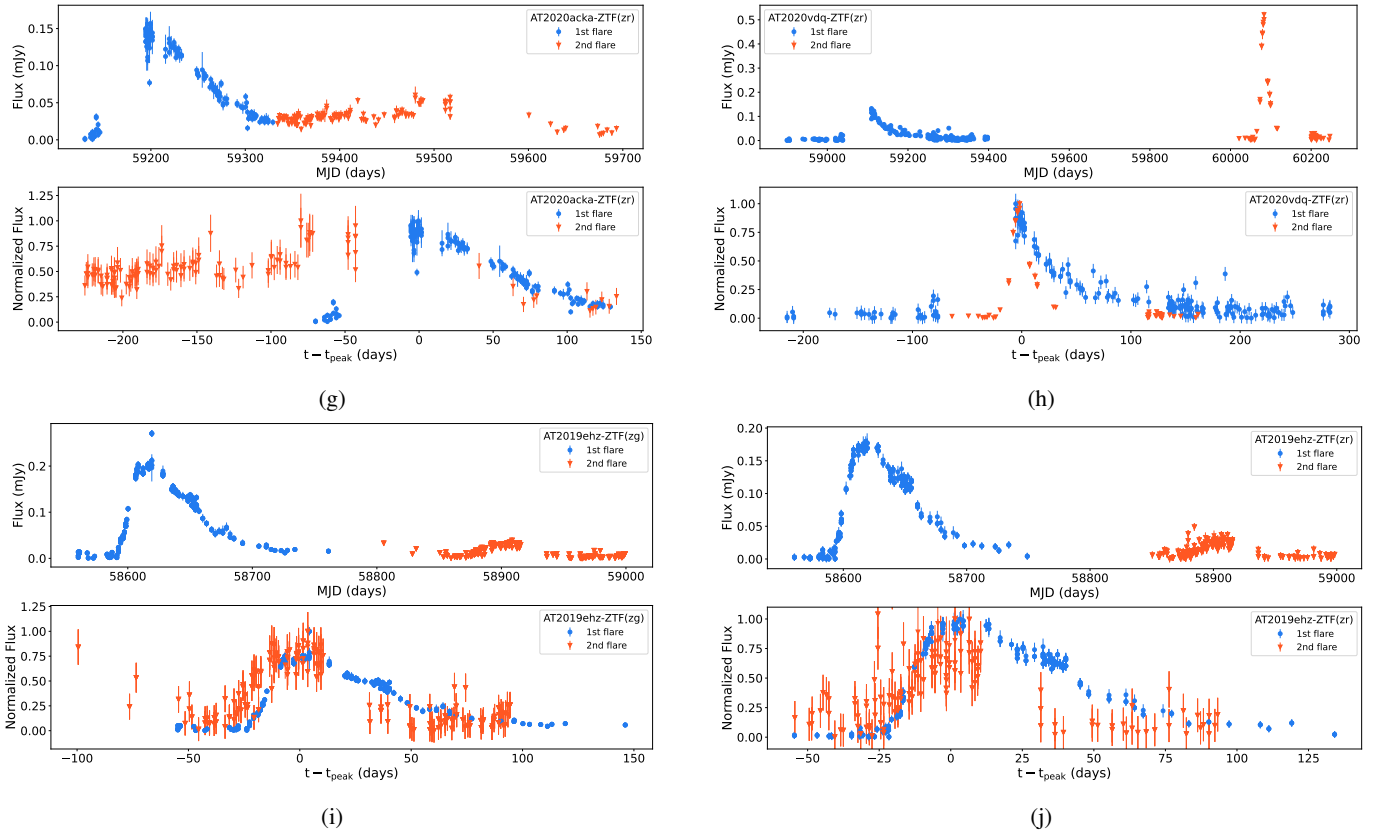 AT2020acka-ZTF(zr)
1st flare
2nd flare
Flux (mJy)
0.15
0.10
0.05
0.00
59200 59300 59400 59500 59600 59700
MJD (days)
AT2020acka-ZTF(zr)
1st flare
2nd flare
Normalized Flux
1.25
1.00
0.75
0.50
0.25
0.00
−200 −150 −100 −50 0 50 100 150
t − tpeak (days)
(g)
AT2020vdq-ZTF(zr)
1st flare
2nd flare
Flux (mJy)
0.5
0.4
0.3
0.2
0.1
0.0
59000 59200 59400 59600 59800 60000 60200
MJD (days)
AT2020vdq-ZTF(zr)
1st flare
2nd flare
Normalized Flux
1.00
0.75
0.50
0.25
0.00
−200 −100 0 100 200 300
t − tpeak (days)
(h)
AT2019ehz-ZTF(zg)
1st flare
2nd flare
Flux (mJy)
0.2
0.1
0.0
58600 58700 58800 58900 59000
MJD (days)
AT2019ehz-ZTF(zg)
1st flare
2nd flare
Normalized Flux
1.25
1.00
0.75
0.50
0.25
0.00
−100 −50 0 50 100 150
t − tpeak (days)
(i)
AT2019ehz-ZTF(zr)
1st flare
2nd flare
Flux (mJy)
0.20
0.15
0.10
0.05
0.00
58600 58700 58800 58900 59000
MJD (days)
AT2019ehz-ZTF(zr)
1st flare
2nd flare
Normalized Flux
1.00
0.75
0.50
0.25
0.00
−50 −25 0 25 50 75 100 125
t − tpeak (days)
(j)